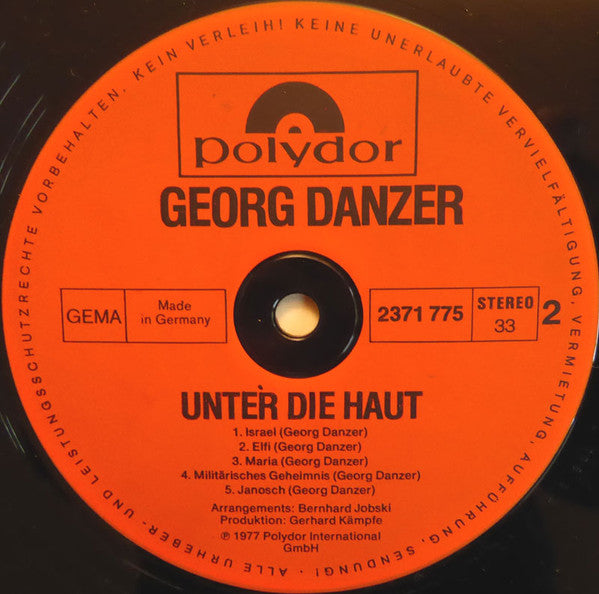 ALLE URHEBER- UND LEISTUNGSSCHUTZRECHTE VORBEHALTEN. KEIN VERLEIH! KEINE UNERLAUBTE VERVIELFÄLTIGUNG, VERMIETUNG, AUFFÜHRUNG, SENDUNG! ·
polydor
GEORG DANZER
GEMA
Made
in Germany
2371 775
STEREO
33
2
UNTER DIE HAUT
1. Israel (Georg Danzer)
2. Elfi (Georg Danzer)
3. Maria (Georg Danzer)
4. Militärisches Geheimnis (Georg Danzer)
5. Janosch (Georg Danzer)
Arrangements: Bernhard Jobski
Produktion: Gerhard Kämpfe
℗ 1977 Polydor International
GmbH